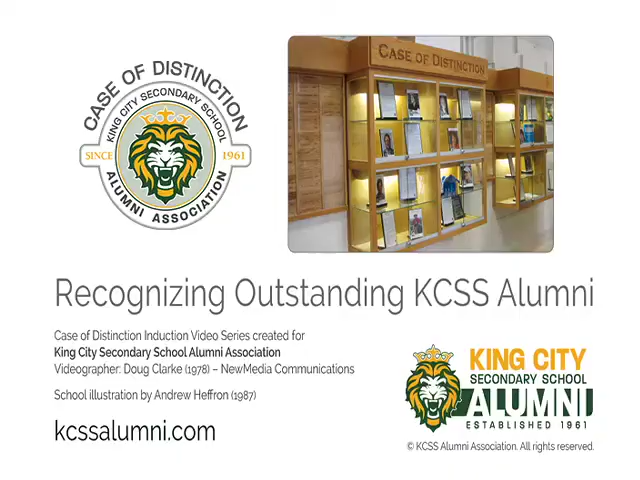 CASE OF DISTINCTION
KING CITY SECONDARY SCHOOL
SINCE 1961
ALUMNI ASSOCIATION
CASE OF DISTINCTION
Recognizing Outstanding KCSS Alumni
Case of Distinction Induction Video Series created for
King City Secondary School Alumni Association
Videographer: Doug Clarke (1978) – NewMedia Communications
School illustration by Andrew Heffron (1987)
kcssalumni.com
KING CITY
SECONDARY SCHOOL
ALUMNI
ESTABLISHED 1961
© KCSS Alumni Association. All rights reserved.